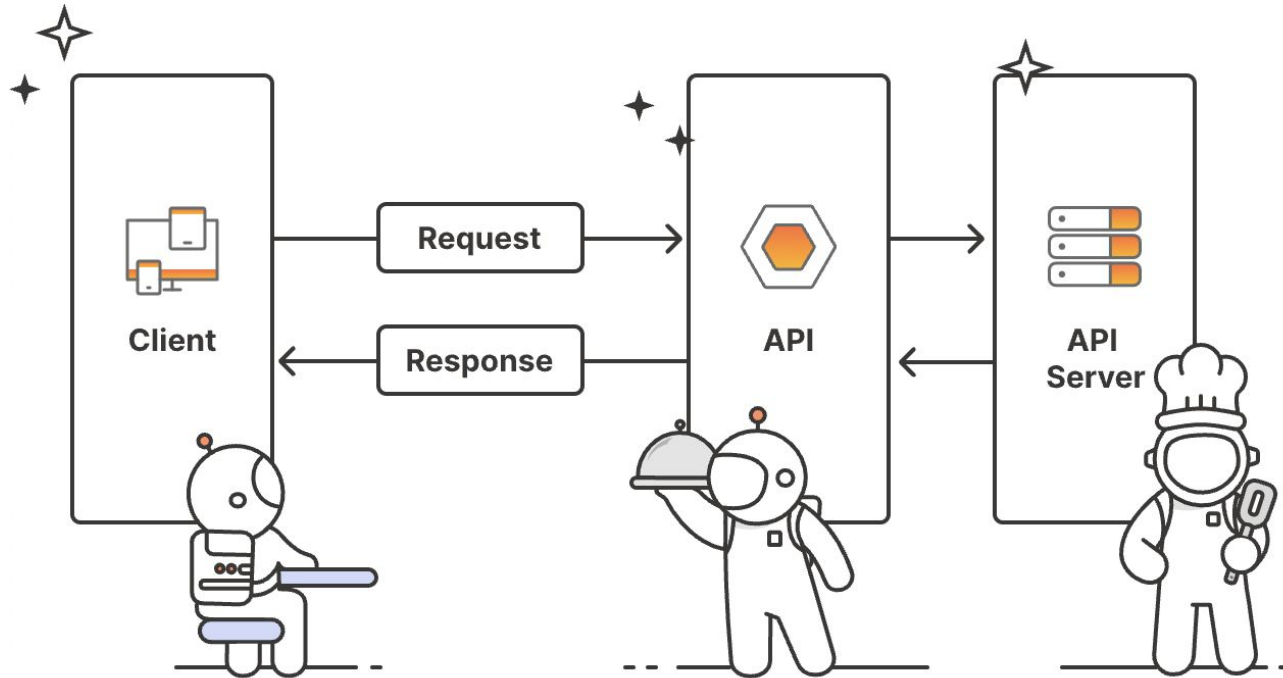 Request
Client
Response
API
API
Server